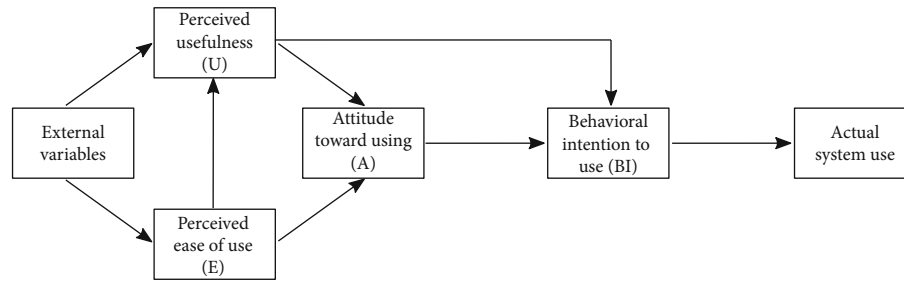 Perceived
usefulness
(U)
External
variables
Attitude
toward using
(A)
Behavioral
intention to
use (BI)
Actual
system use
Perceived
ease of use
(E)